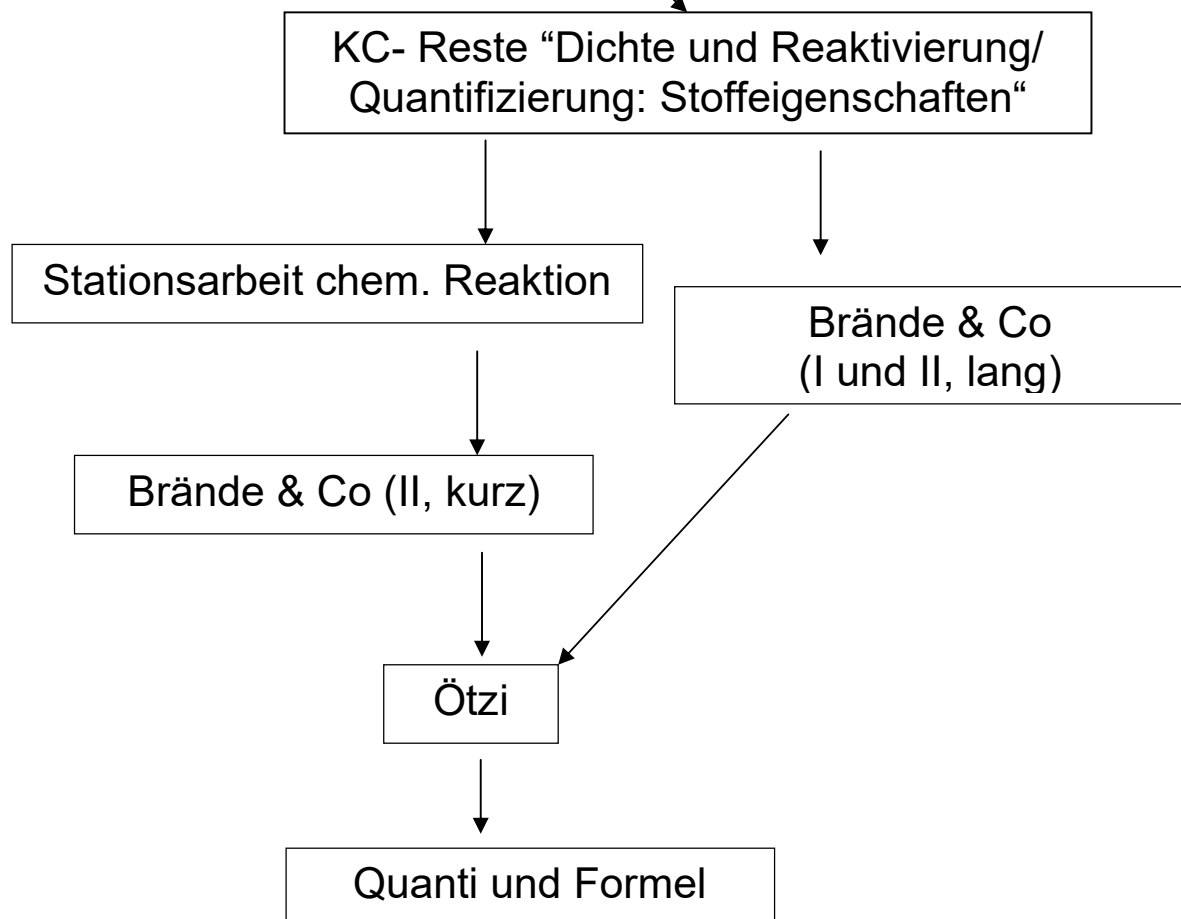 KC- Reste “Dichte und Reaktivierung/
Quantifizierung: Stoffeigenschaften“
Stationsarbeit chem. Reaktion
Brände & Co
(I und II, lang)
Brände & Co (II, kurz)
Ötzi
Quanti und Formel